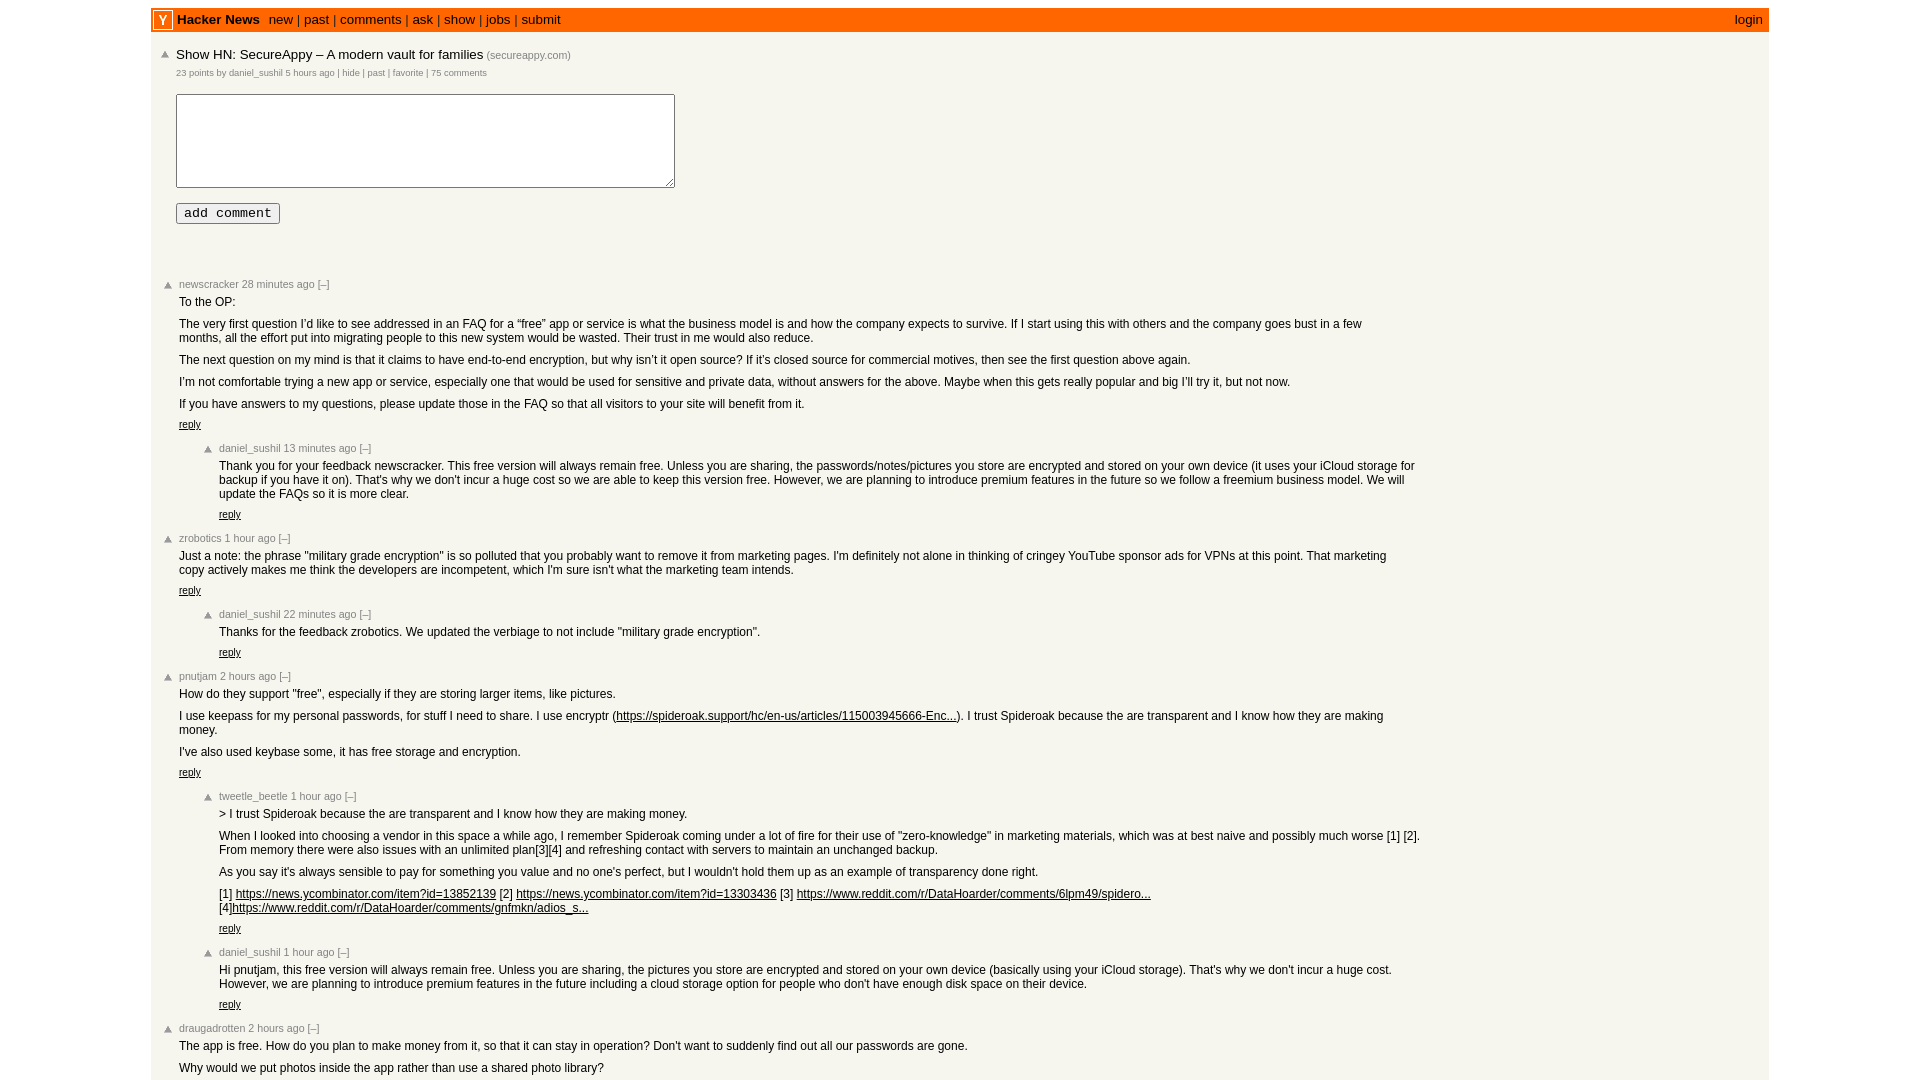 Y Hacker News new | past | comments | ask | show | jobs | submit login
Show HN: SecureAppy – A modern vault for families (secureappy.com)
23 points by daniel_sushil 5 hours ago | hide | past | favorite | 75 comments
add comment
newscracker 28 minutes ago [–]
To the OP:
The very first question I’d like to see addressed in an FAQ for a “free” app or service is what the business model is and how the company expects to survive. If I start using this with others and the company goes bust in a few
months, all the effort put into migrating people to this new system would be wasted. Their trust in me would also reduce.
The next question on my mind is that it claims to have end-to-end encryption, but why isn’t it open source? If it’s closed source for commercial motives, then see the first question above again.
I’m not comfortable trying a new app or service, especially one that would be used for sensitive and private data, without answers for the above. Maybe when this gets really popular and big I’ll try it, but not now.
If you have answers to my questions, please update those in the FAQ so that all visitors to your site will benefit from it.
reply
daniel_sushil 13 minutes ago [–]
Thank you for your feedback newscracker. This free version will always remain free. Unless you are sharing, the passwords/notes/pictures you store are encrypted and stored on your own device (it uses your iCloud storage for
backup if you have it on). That's why we don't incur a huge cost so we are able to keep this version free. However, we are planning to introduce premium features in the future so we follow a freemium business model. We will
update the FAQs so it is more clear.
reply
zrobotics 1 hour ago [–]
Just a note: the phrase "military grade encryption" is so polluted that you probably want to remove it from marketing pages. I'm definitely not alone in thinking of cringey YouTube sponsor ads for VPNs at this point. That marketing
copy actively makes me think the developers are incompetent, which I'm sure isn't what the marketing team intends.
reply
daniel_sushil 22 minutes ago [–]
Thanks for the feedback zrobotics. We updated the verbiage to not include "military grade encryption".
reply
pnutjam 2 hours ago [–]
How do they support "free", especially if they are storing larger items, like pictures.
I use keepass for my personal passwords, for stuff I need to share. I use encryptr (https://spideroak.support/hc/en-us/articles/115003945666-Enc...). I trust Spideroak because the are transparent and I know how they are making
money.
I've also used keybase some, it has free storage and encryption.
reply
tweetle_beetle 1 hour ago [–]
> I trust Spideroak because the are transparent and I know how they are making money.
When I looked into choosing a vendor in this space a while ago, I remember Spideroak coming under a lot of fire for their use of "zero-knowledge" in marketing materials, which was at best naive and possibly much worse [1] [2].
From memory there were also issues with an unlimited plan[3][4] and refreshing contact with servers to maintain an unchanged backup.
As you say it's always sensible to pay for something you value and no one's perfect, but I wouldn't hold them up as an example of transparency done right.
[1] https://news.ycombinator.com/item?id=13852139 [2] https://news.ycombinator.com/item?id=13303436 [3] https://www.reddit.com/r/DataHoarder/comments/6lpm49/spidero...
[4]https://www.reddit.com/r/DataHoarder/comments/gnfmkn/adios_s...
reply
daniel_sushil 1 hour ago [–]
Hi pnutjam, this free version will always remain free. Unless you are sharing, the pictures you store are encrypted and stored on your own device (basically using your iCloud storage). That's why we don't incur a huge cost.
However, we are planning to introduce premium features in the future including a cloud storage option for people who don't have enough disk space on their device.
reply
draugadrotten 2 hours ago [–]
The app is free. How do you plan to make money from it, so that it can stay in operation? Don't want to suddenly find out all our passwords are gone.
Why would we put photos inside the app rather than use a shared photo library?